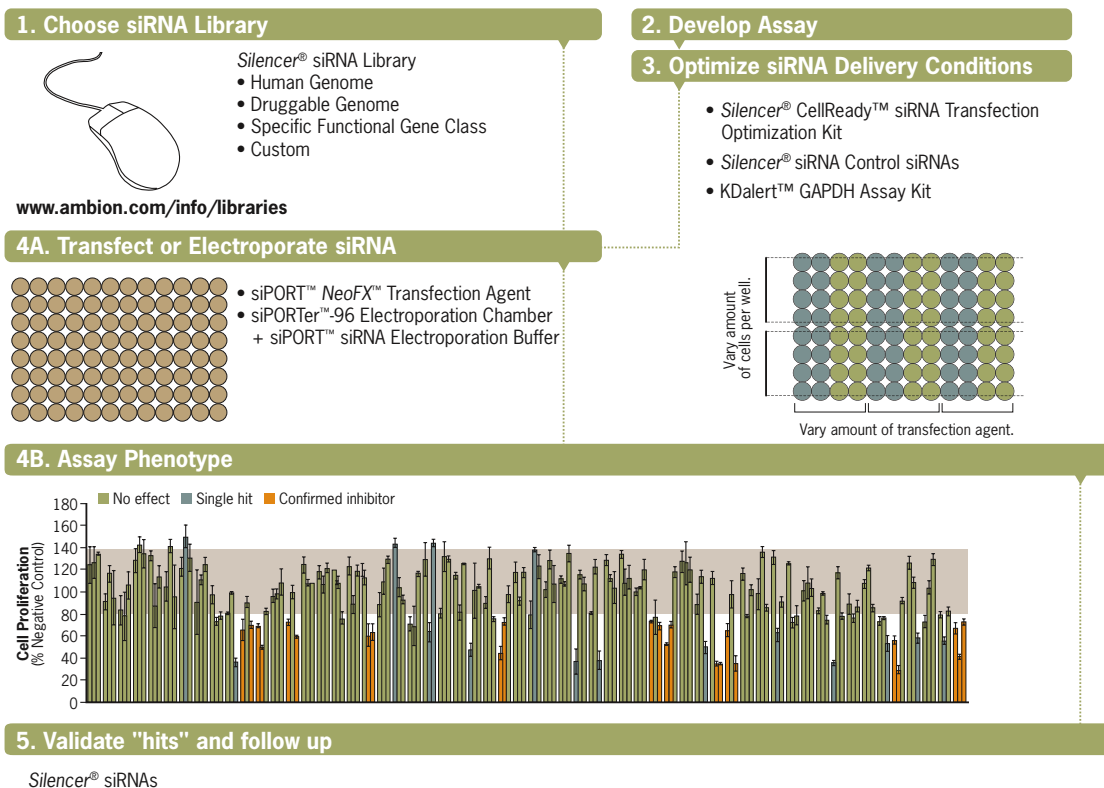 1. Choose siRNA Library
Silencer® siRNA Library
• Human Genome
• Druggable Genome
• Specific Functional Gene Class
• Custom
www.ambion.com/info/libraries
2. Develop Assay
3. Optimize siRNA Delivery Conditions
• Silencer® CellReady™ siRNA Transfection
Optimization Kit
• Silencer® siRNA Control siRNAs
• KDalert™ GAPDH Assay Kit
Vary amount
of cells per well.
Vary amount of transfection agent.
4A. Transfect or Electroporate siRNA
• siPORT™ NeoFX™ Transfection Agent
• siPORTer™-96 Electroporation Chamber
+ siPORT™ siRNA Electroporation Buffer
4B. Assay Phenotype
No effect Single hit Confirmed inhibitor
Cell Proliferation
(% Negative Control)
180
160
140
120
100
80
60
40
20
0
5. Validate "hits" and follow up
Silencer® siRNAs